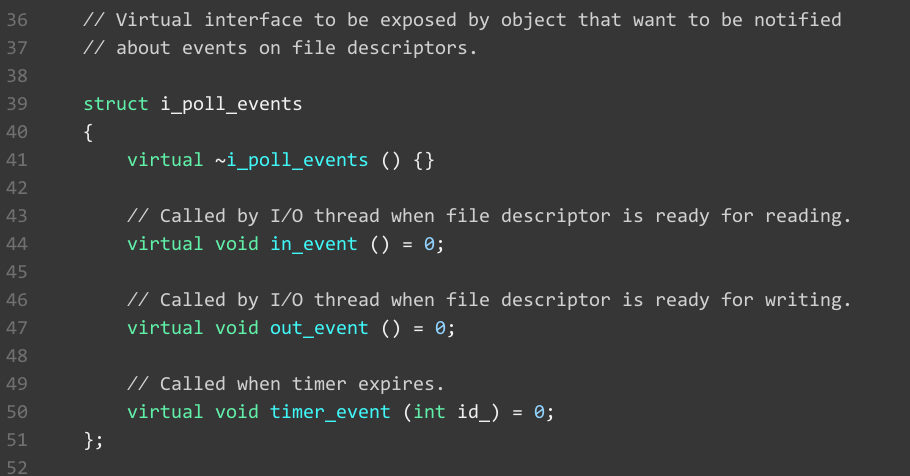 36 // Virtual interface to be exposed by object that want to be notified
37 // about events on file descriptors.
38
39 struct i_poll_events
40 {
41 virtual ~i_poll_events () {}
42
43 // Called by I/O thread when file descriptor is ready for reading.
44 virtual void in_event () = 0;
45
46 // Called by I/O thread when file descriptor is ready for writing.
47 virtual void out_event () = 0;
48
49 // Called when timer expires.
50 virtual void timer_event (int id_) = 0;
51 };
52